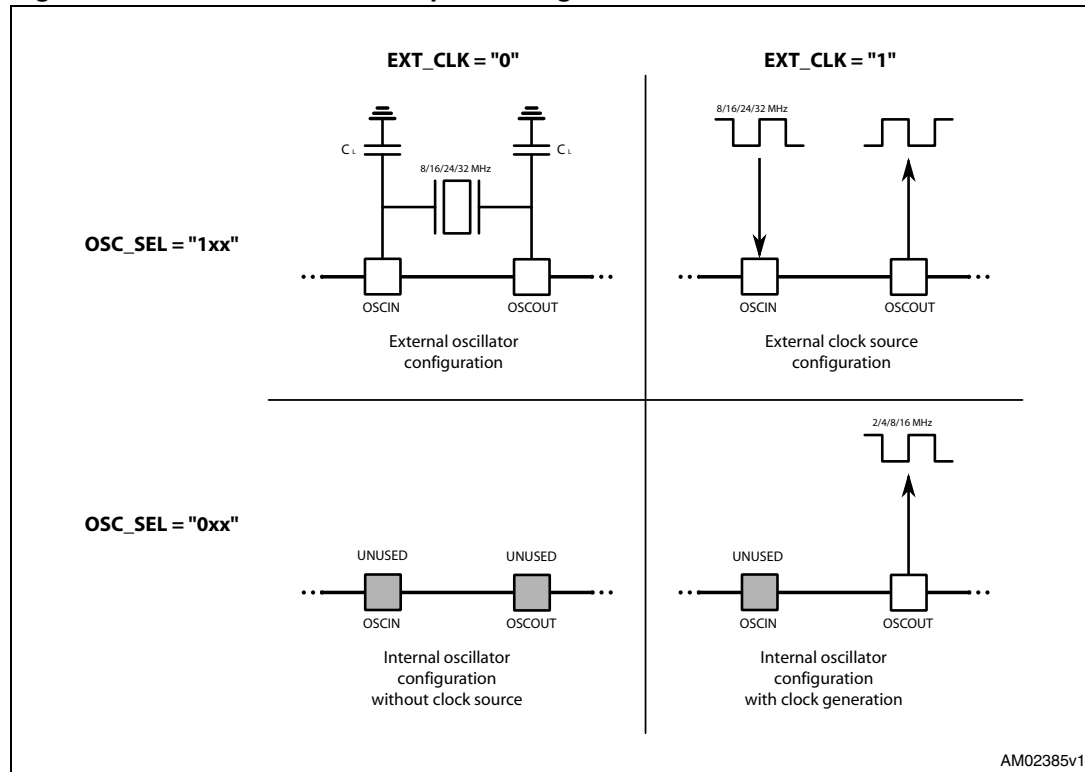 EXT_CLK = "0"
EXT_CLK = "1"
OSC_SEL = "1xx"
C L
8/16/24/32 MHz
C L
OSCIN
OSCOUT
External oscillator
configuration
8/16/24/32 MHz
OSCIN
OSCOUT
External clock source
configuration
OSC_SEL = "0xx"
UNUSED
UNUSED
OSCIN
OSCOUT
Internal oscillator
configuration
without clock source
2/4/8/16 MHz
UNUSED
OSCIN
OSCOUT
Internal oscillator
configuration
with clock generation
AM02385v1